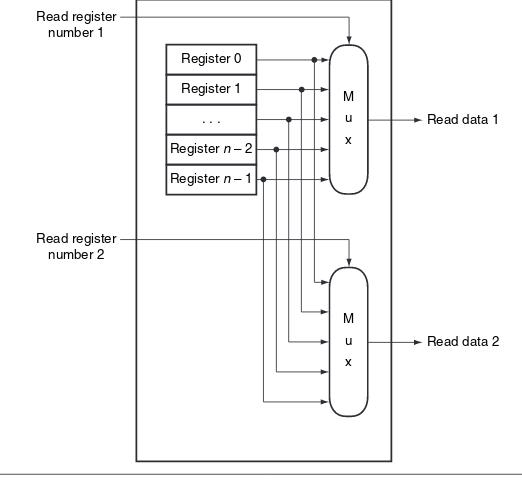 Read register
number 1
Register 0
Register 1
. . .
Register n – 2
Register n – 1
M
u
x
Read data 1
Read register
number 2
M
u
x
Read data 2